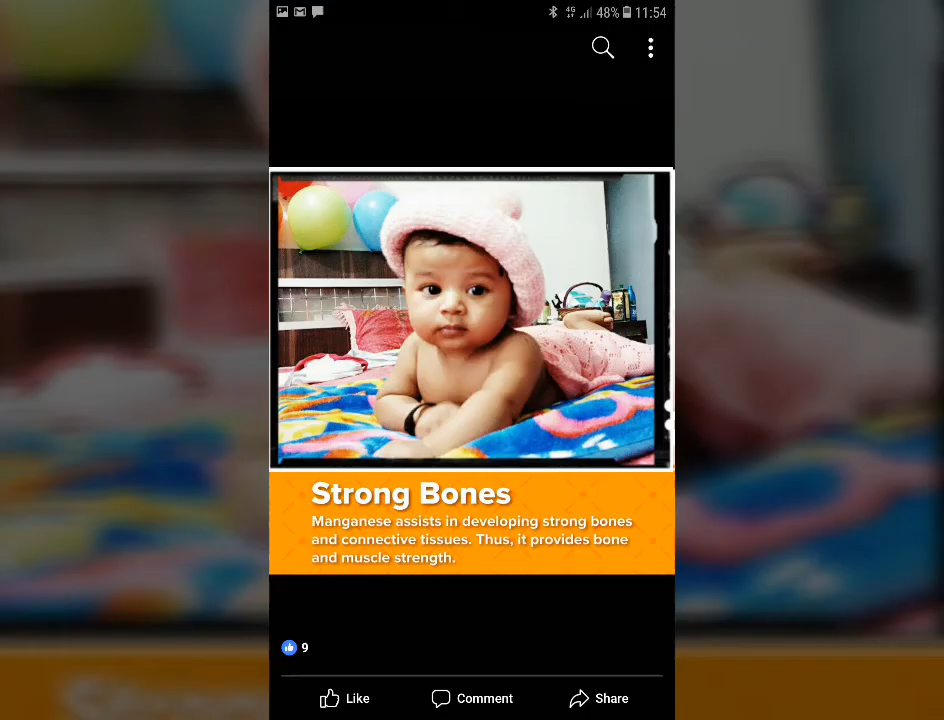 4G 48% 11:54
Strong Bones
Manganese assists in developing strong bones
and connective tissues. Thus, it provides bone
and muscle strength.
9
Like Comment Share